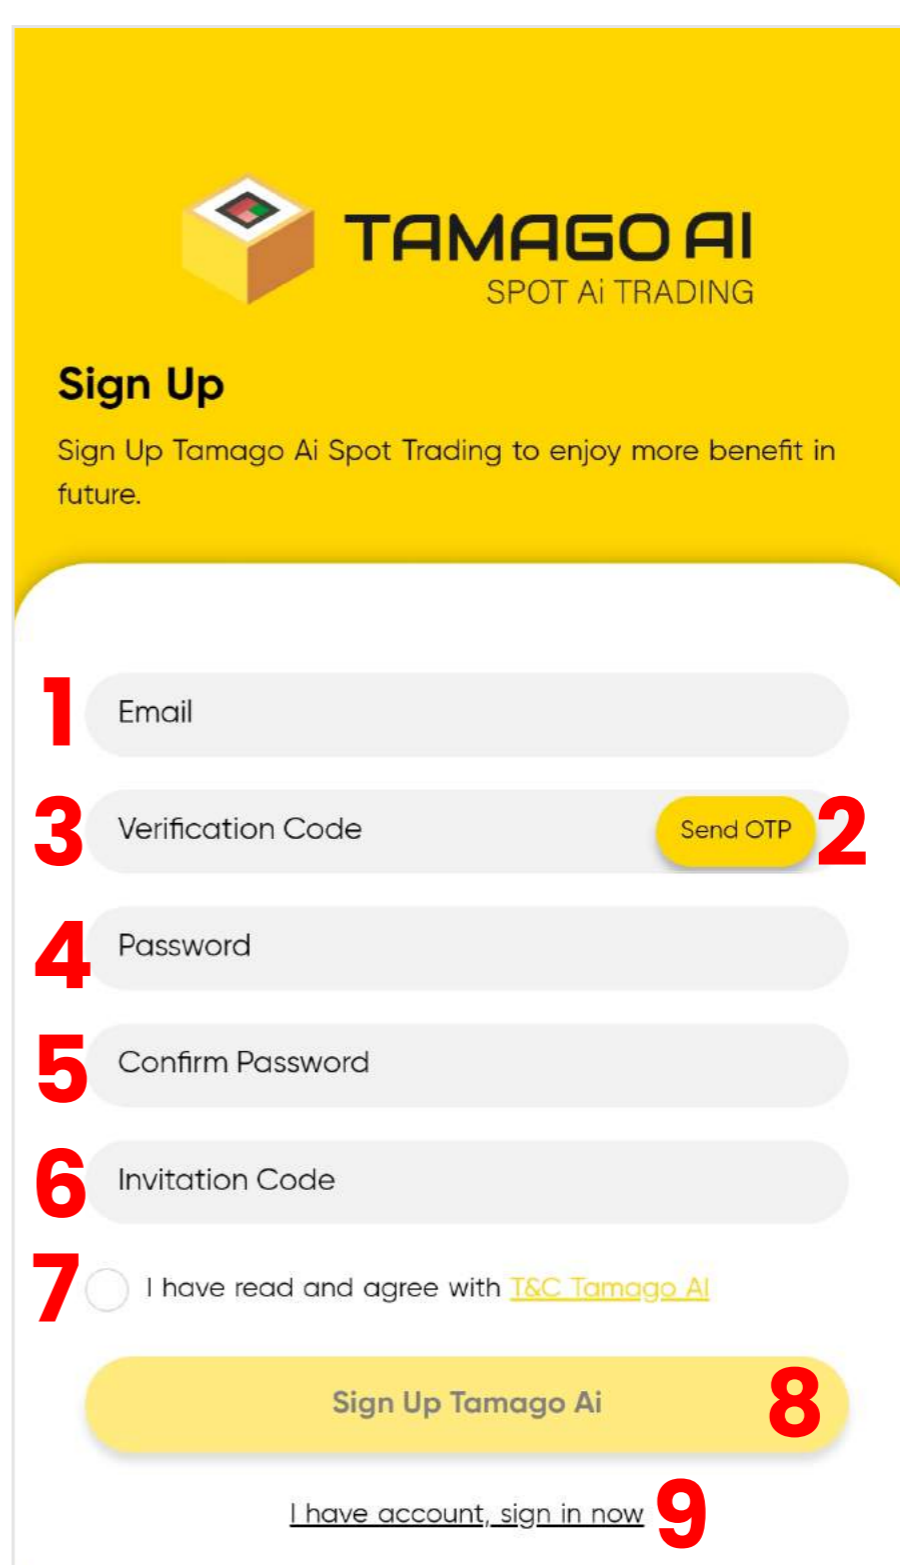 TAMAGO AI
SPOT Ai TRADING
Sign Up
Sign Up Tamago Ai Spot Trading to enjoy more benefit in
future.
1 Email
3 Verification Code Send OTP 2
4 Password
5 Confirm Password
6 Invitation Code
7 I have read and agree with T&C Tamago AI
Sign Up Tamago Ai 8
I have account, sign in now 9